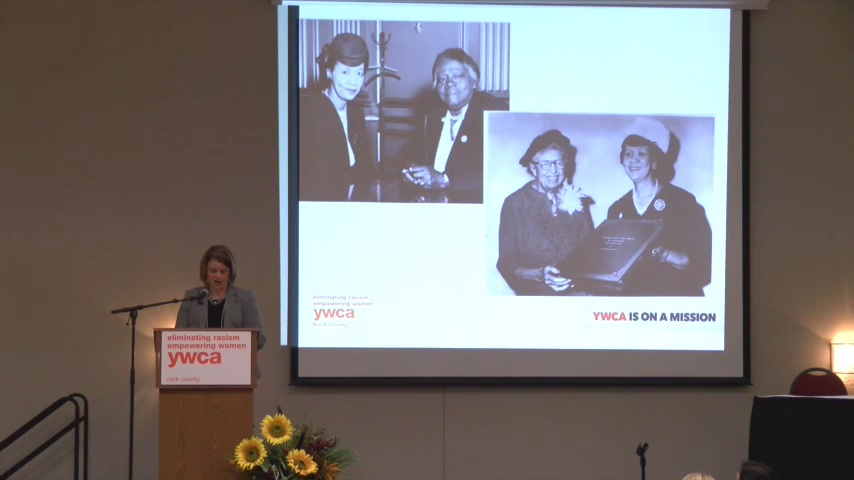 eliminating racism
empowering women
ywca
Rock County
YWCA IS ON A MISSION
eliminating racism
empowering women
ywca
rock county